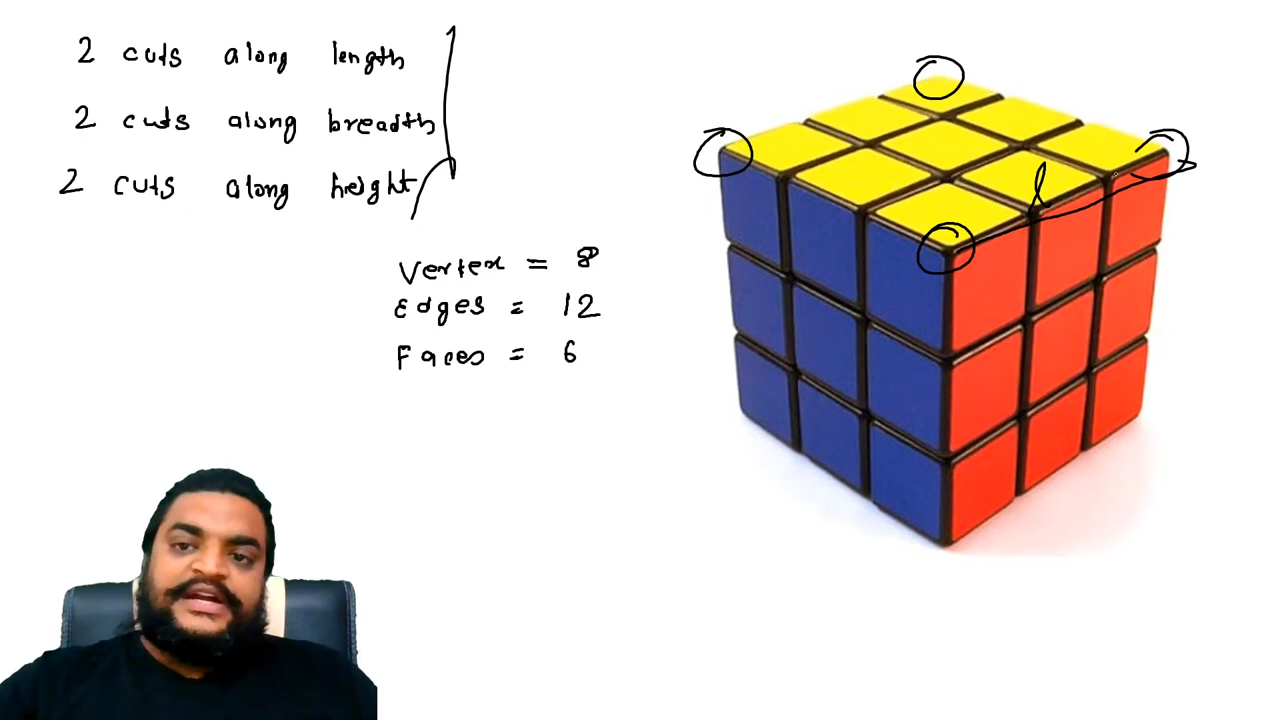 2 cuts along length
2 cuts along breadth
2 cuts along height
Vertex = 8
Edges = 12
Faces = 6
l